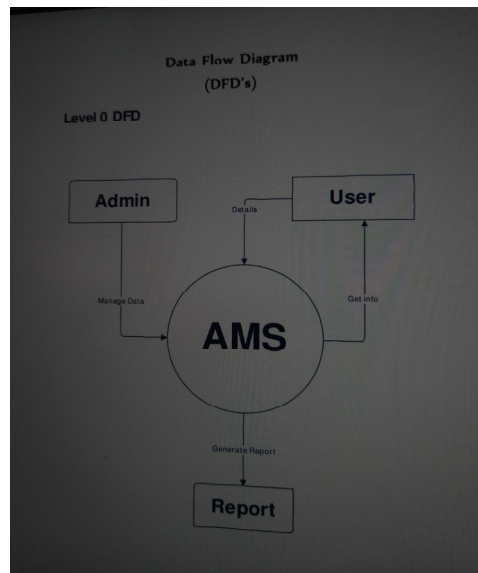 Data Flow Diagram
(DFD's)
Level 0 DFD
Admin
User
Details
Manage Data
Get info
AMS
Generate Report
Report